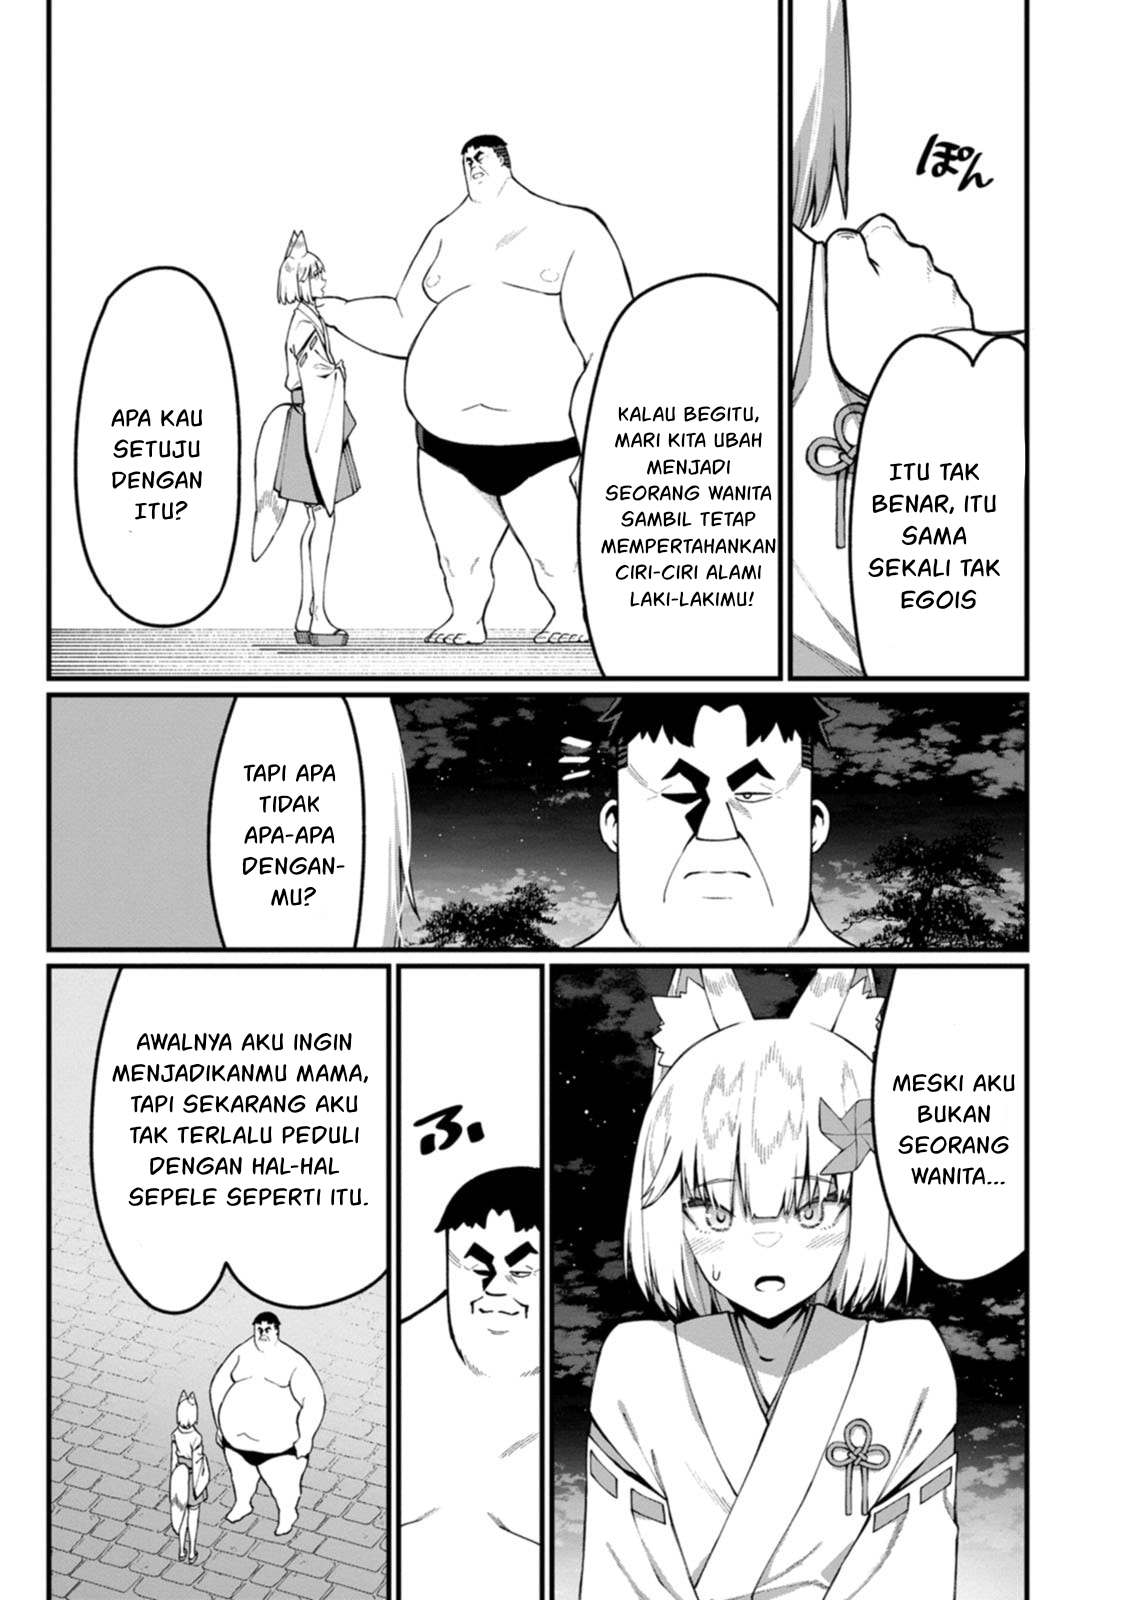 ぽん
ITU TAK
BENAR, ITU
SAMA
SEKALI TAK
EGOIS
KALAU BEGITU,
MARI KITA UBAH
MENJADI
SEORANG WANITA
SAMBIL TETAP
MEMPERTAHANKAN
CIRI-CIRI ALAMI
LAKI-LAKIMU!
APA KAU
SETUJU
DENGAN
ITU?
TAPI APA
TIDAK
APA-APA
DENGAN-
MU?
MESKI AKU
BUKAN
SEORANG
WANITA...
ふ
AWALNYA AKU INGIN
MENJADIKANMU MAMA,
TAPI SEKARANG AKU
TAK TERLALU PEDULI
DENGAN HAL-HAL
SEPELE SEPERTI ITU.